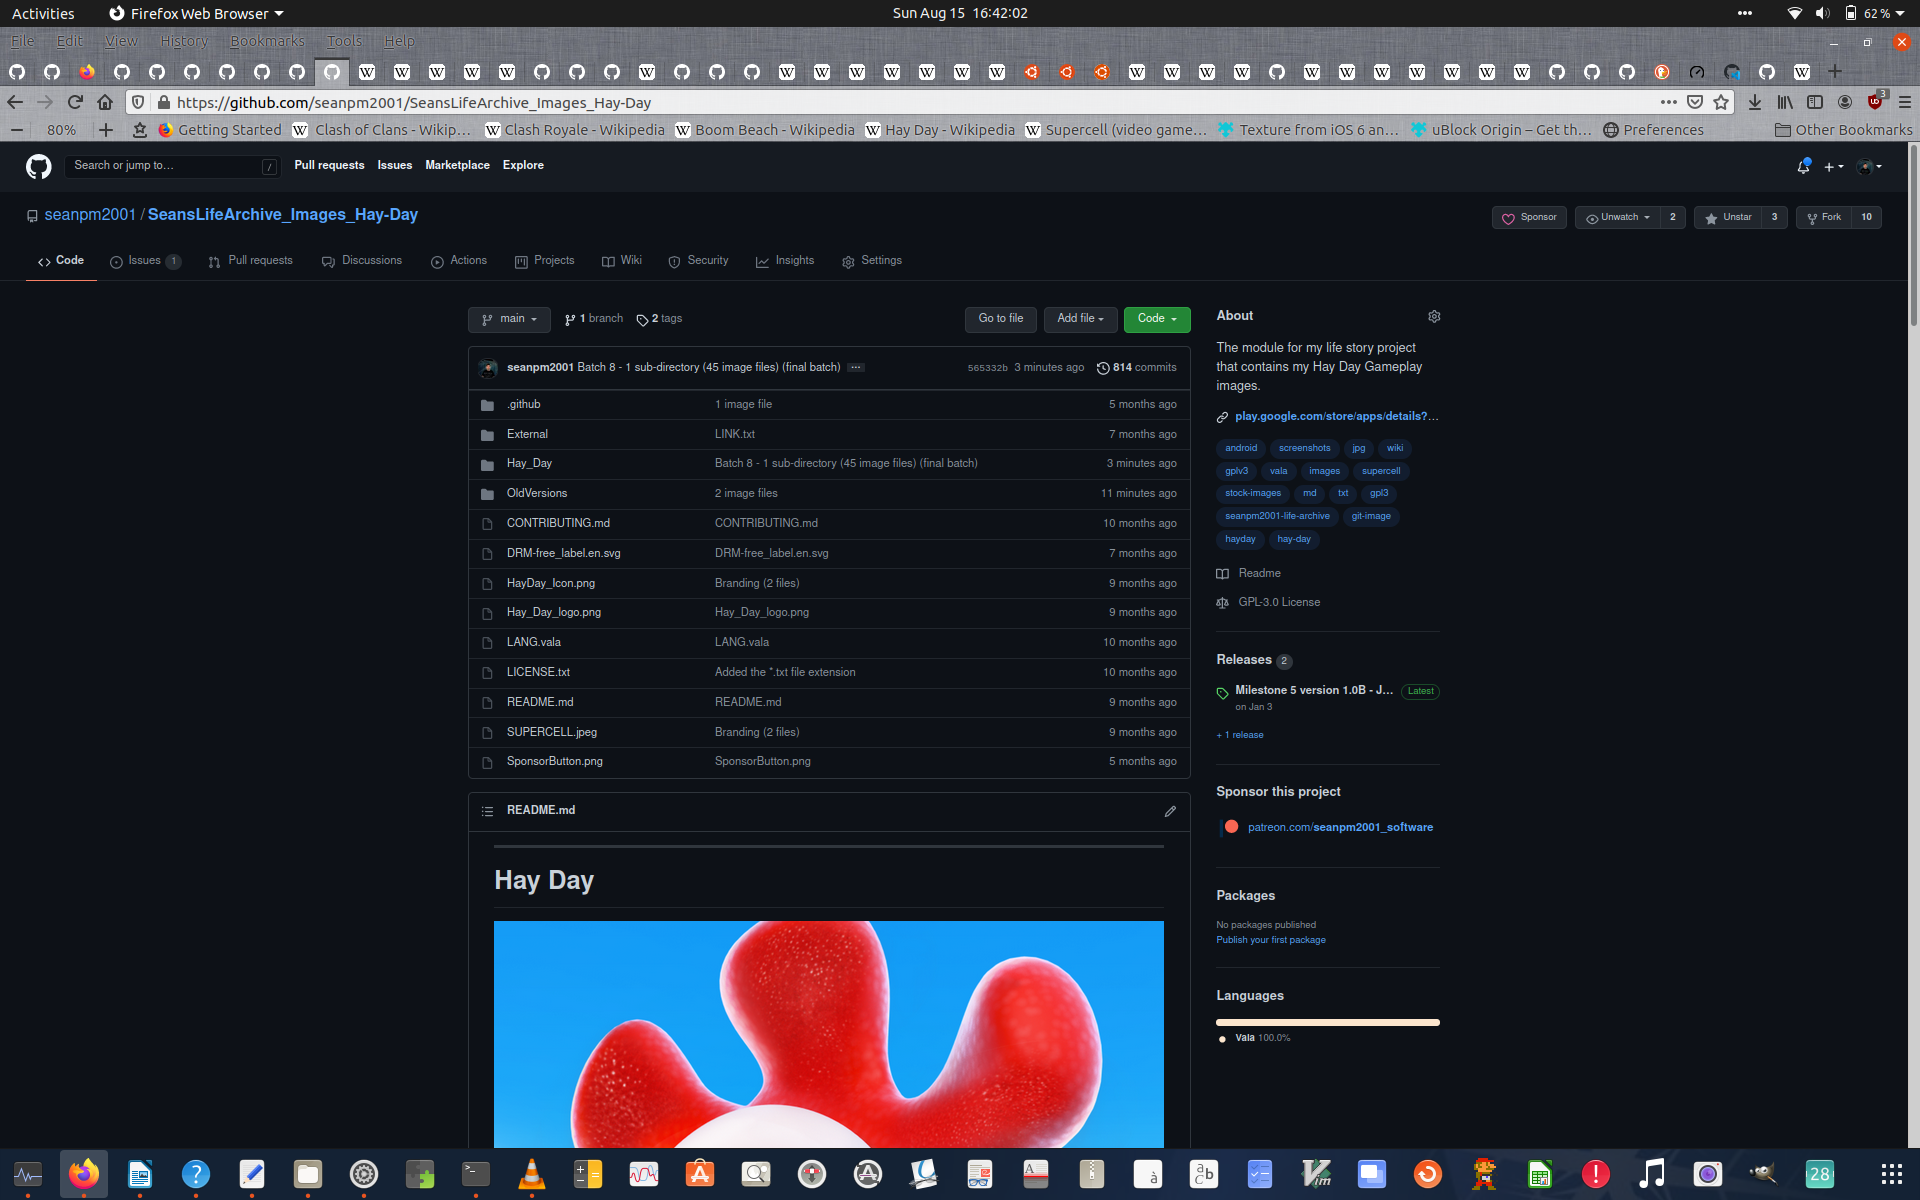 Activities Firefox Web Browser Sun Aug 15 16:42:02 62 %
File Edit View History Bookmarks Tools Help
https://github.com/seanpm2001/SeansLifeArchive_Images_Hay-Day 3
80% Getting Started Clash of Clans - Wikip… Clash Royale - Wikipedia Boom Beach - Wikipedia Hay Day - Wikipedia Supercell (video game… Texture from iOS 6 an… uBlock Origin – Get th… Preferences Other Bookmarks
Search or jump to… / Pull requests Issues Marketplace Explore
seanpm2001 / SeansLifeArchive_Images_Hay-Day Sponsor Unwatch 2 Unstar 3 Fork 10
Code Issues 1 Pull requests Discussions Actions Projects Wiki Security Insights Settings
main 1 branch 2 tags Go to file Add file Code
seanpm2001 Batch 8 - 1 sub-directory (45 image files) (final batch) 565332b 3 minutes ago 814 commits
.github 1 image file 5 months ago
External LINK.txt 7 months ago
Hay_Day Batch 8 - 1 sub-directory (45 image files) (final batch) 3 minutes ago
OldVersions 2 image files 11 minutes ago
CONTRIBUTING.md CONTRIBUTING.md 10 months ago
DRM-free_label.en.svg DRM-free_label.en.svg 7 months ago
HayDay_Icon.png Branding (2 files) 9 months ago
Hay_Day_logo.png Hay_Day_logo.png 9 months ago
LANG.vala LANG.vala 10 months ago
LICENSE.txt Added the *.txt file extension 10 months ago
README.md README.md 9 months ago
SUPERCELL.jpeg Branding (2 files) 9 months ago
SponsorButton.png SponsorButton.png 5 months ago
README.md
Hay Day
About
The module for my life story project
that contains my Hay Day Gameplay
images.
play.google.com/store/apps/details?…
android screenshots jpg wiki
gplv3 vala images supercell
stock-images md txt gpl3
seanpm2001-life-archive git-image
hayday hay-day
Readme
GPL-3.0 License
Releases 2
Milestone 5 version 1.0B - J… Latest
on Jan 3
+ 1 release
Sponsor this project
patreon.com/seanpm2001_software
Packages
No packages published
Publish your first package
Languages
Vala 100.0%
28